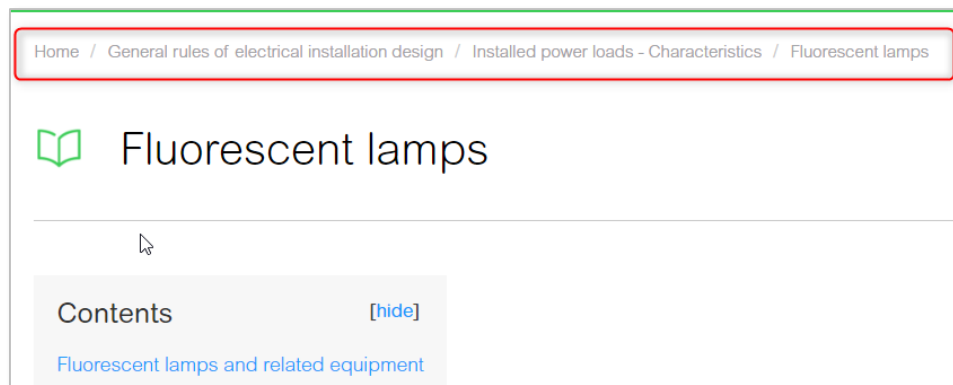 Home / General rules of electrical installation design / Installed power loads - Characteristics / Fluorescent lamps
Fluorescent lamps
Contents [hide]
Fluorescent lamps and related equipment